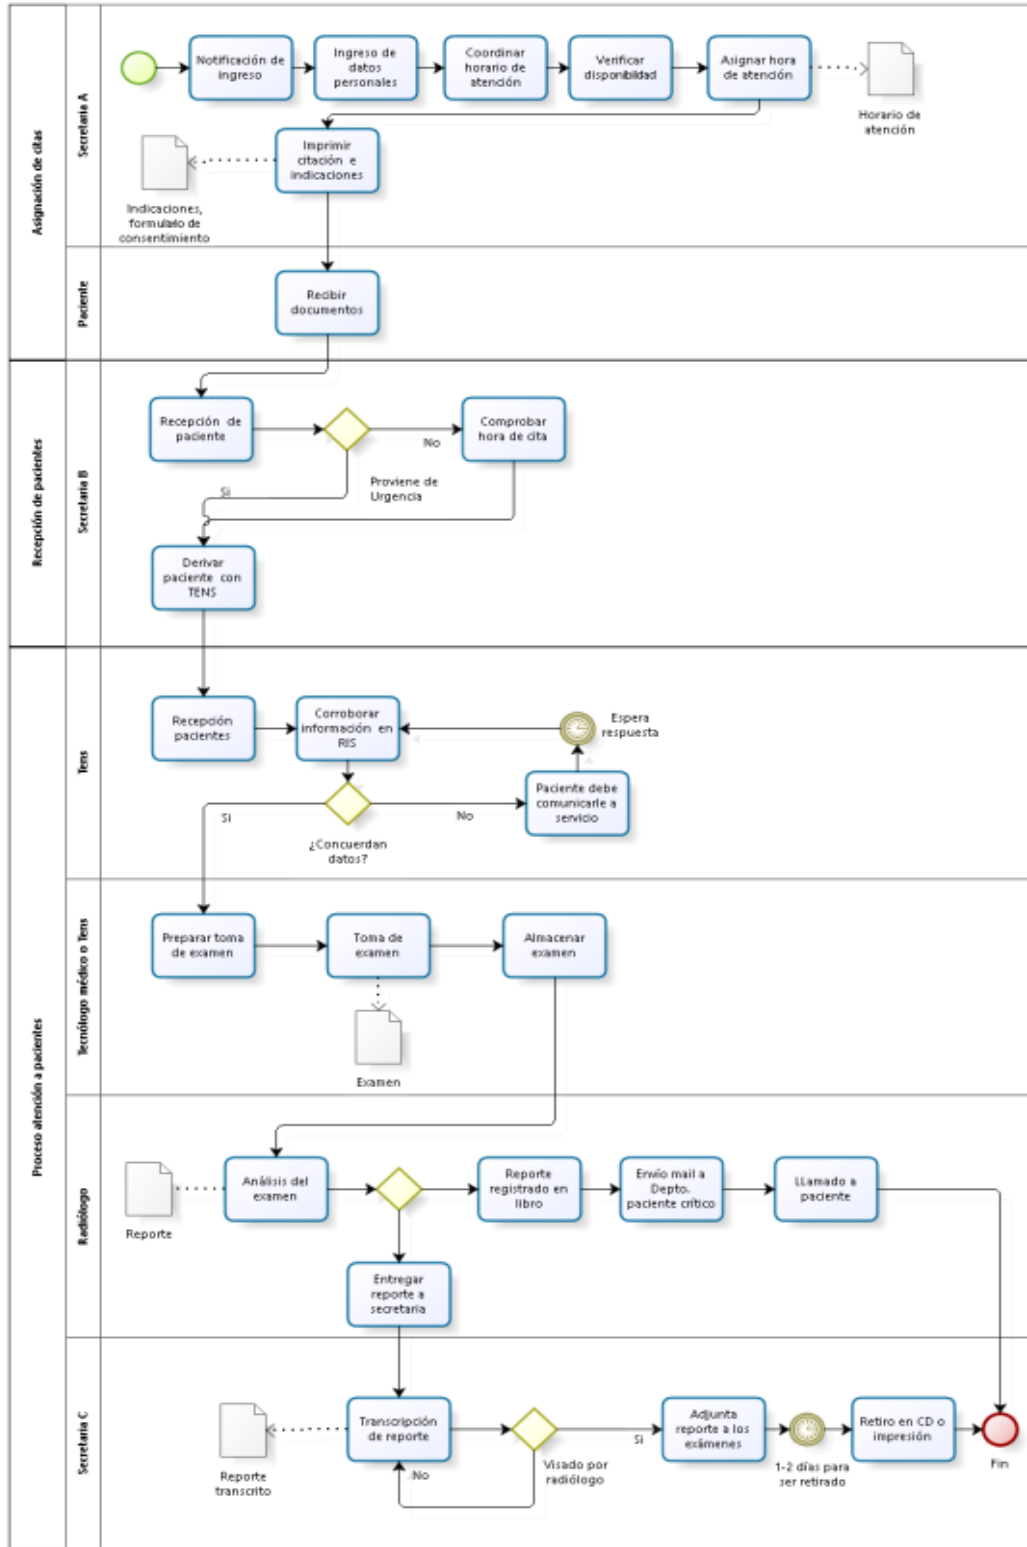 Asignación de citas
Secretaria A
Notificación de
ingreso
Ingreso de
datos
personales
Coordinar
horario de
atención
Verificar
disponibilidad
Asignar hora
de atención
Horario de
atención
Imprimir
citación e
indicaciones
Indicaciones,
formulario de
consentimiento
Paciente
Recibir
documentos
Recepción de pacientes
Secretaria B
Recepción de
paciente
No
Comprobar
hora de cita
Proviene de
Urgencia
Si
Derivar
paciente con
TENS
Proceso atención a pacientes
Tens
Recepción
pacientes
Corroborar
información en
RIS
Espera
respuesta
Paciente debe
comunicarle a
servicio
Si
No
¿Concuerdan
datos?
Tecnólogo médico o Tens
Preparar toma
de examen
Toma de
examen
Almacenar
examen
Examen
Radiólogo
Reporte
Análisis del
examen
Reporte
registrado en
libro
Envío mail a
Depto.
paciente crítico
LLamado a
paciente
Entregar
reporte a
secretaria
Secretaria C
Reporte
transcrito
Transcripción
de reporte
No
Visado por
radiólogo
Si
Adjunta
reporte a los
exámenes
1-2 días para
ser retirado
Retiro en CD o
impresión
Fin